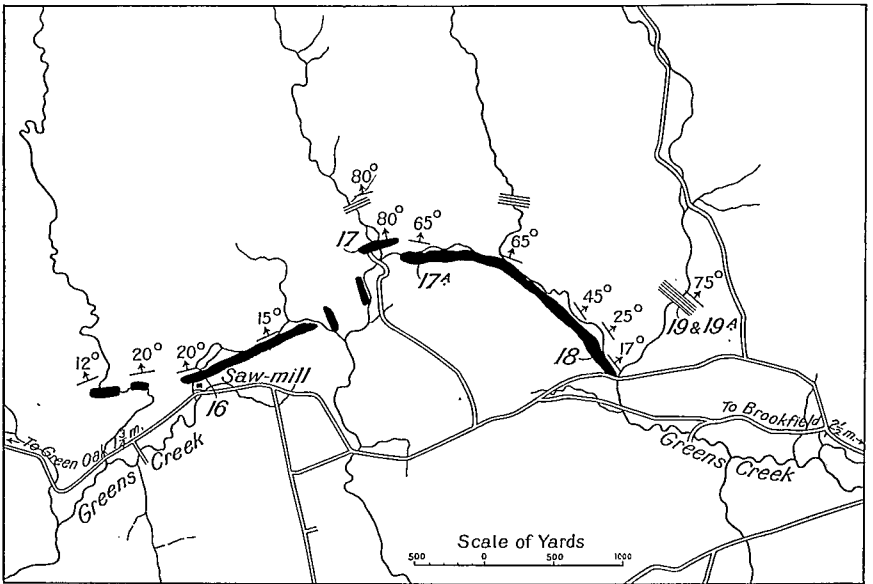 80°
17
80°
65°
65°
17A.
75°
45°
25°
19 & 19A
15°
18
17°
12°
20°
20°
Saw-mill
16
To Green Oak 1¾ m.
Greens Creek
To Brookfield 2½ m.
Greens Creek
Scale of Yards
500 0 500 1000